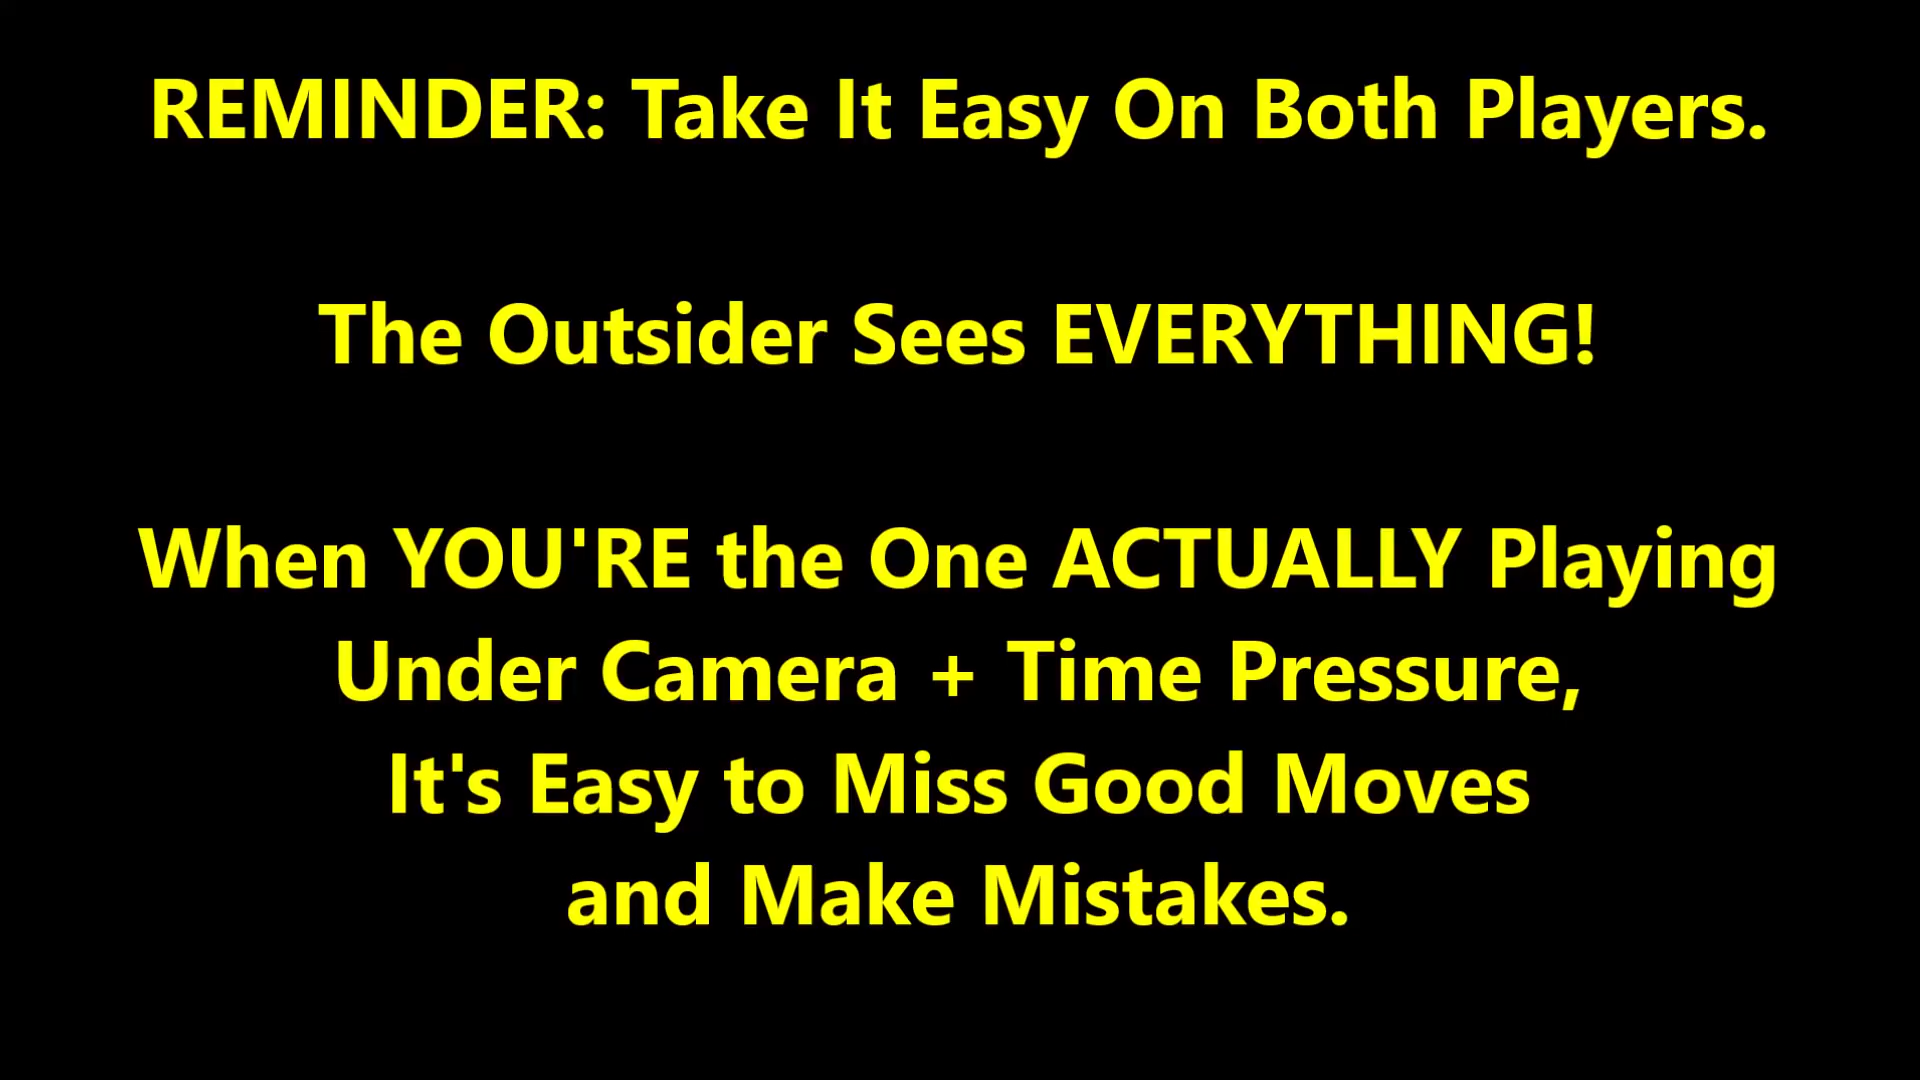 REMINDER: Take It Easy On Both Players.
The Outsider Sees EVERYTHING!
When YOU'RE the One ACTUALLY Playing
Under Camera + Time Pressure,
It's Easy to Miss Good Moves
and Make Mistakes.